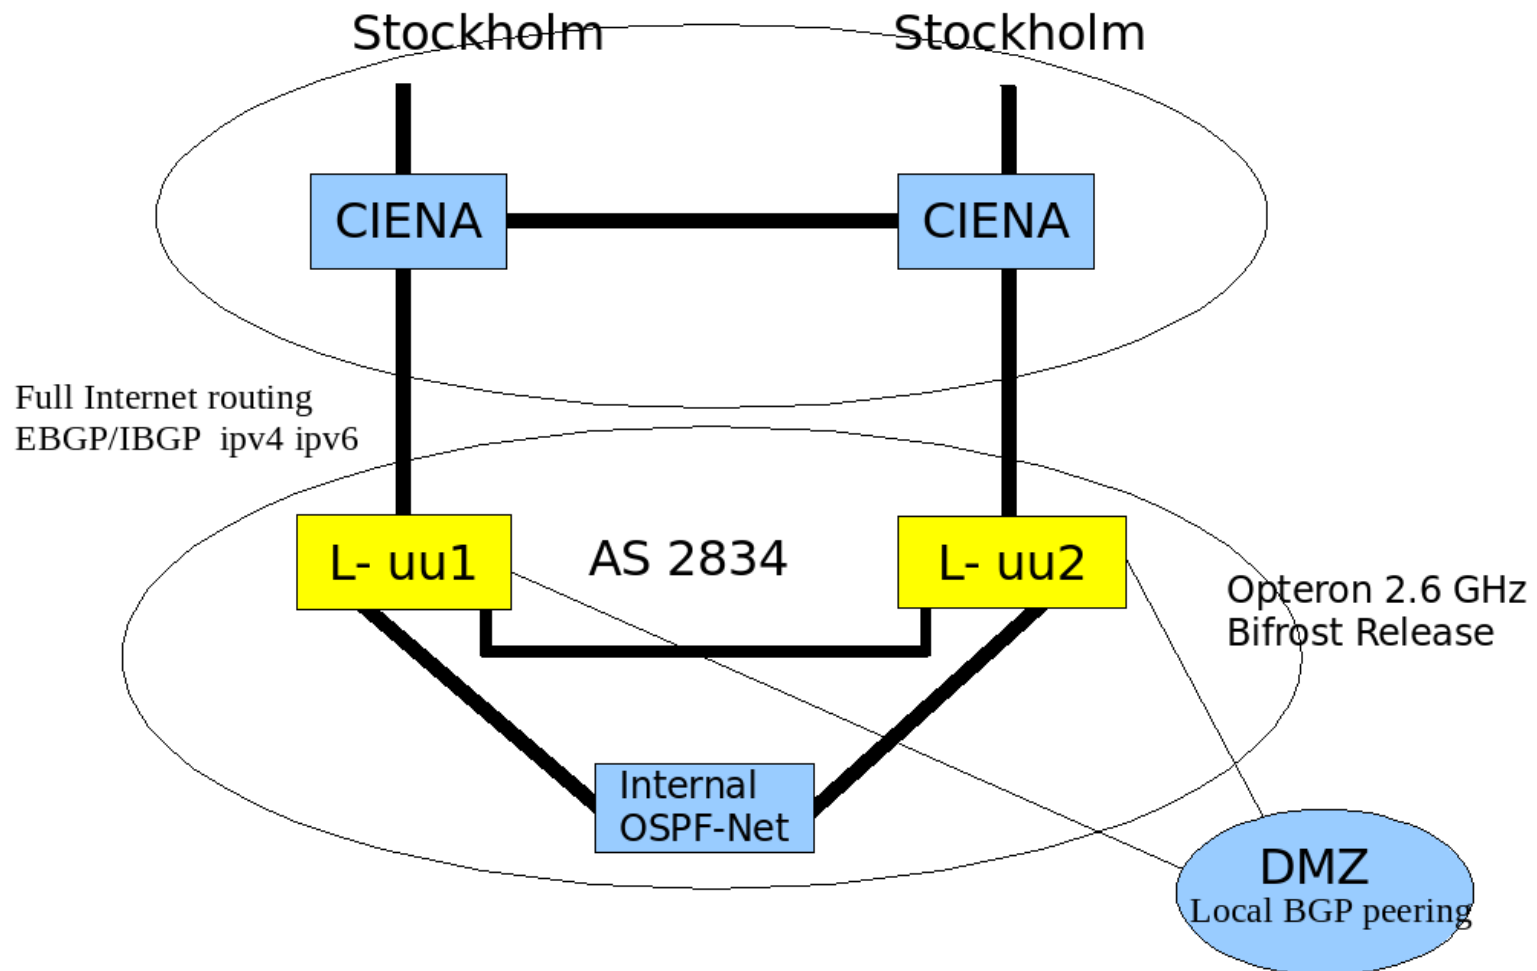 Stockholm
Stockholm
CIENA
CIENA
Full Internet routing
EBGP/IBGP ipv4 ipv6
L- uu1
AS 2834
L- uu2
Opteron 2.6 GHz
Bifrost Release
Internal
OSPF-Net
DMZ
Local BGP peering